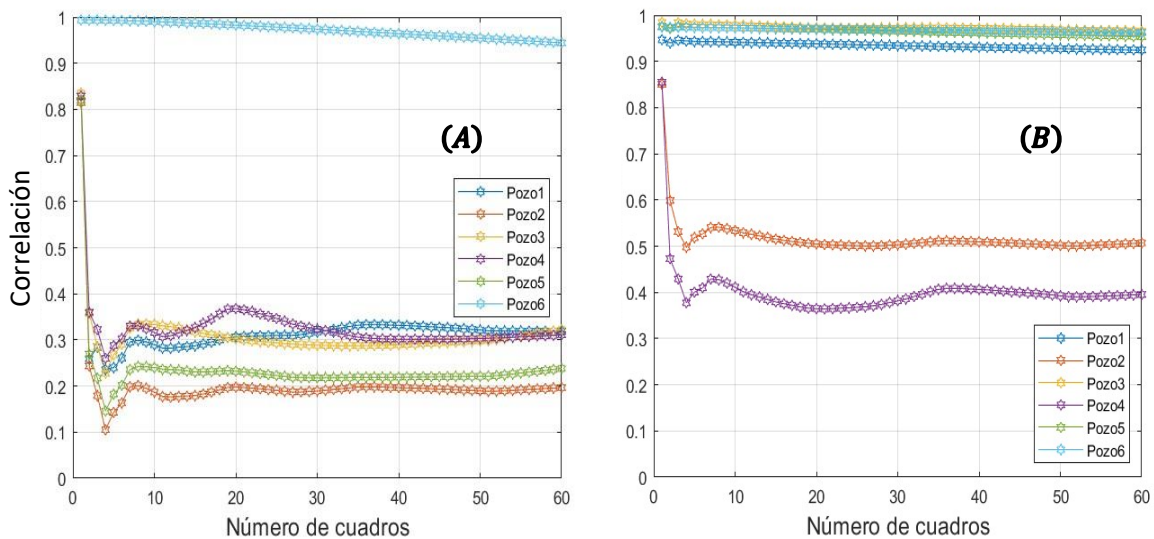 Correlación
1
0.9
0.8
0.7
0.6
0.5
0.4
0.3
0.2
0.1
0
(A)
Pozo1
Pozo2
Pozo3
Pozo4
Pozo5
Pozo6
0 10 20 30 40 50 60
Número de cuadros
1
0.9
0.8
0.7
0.6
0.5
0.4
0.3
0.2
0.1
0
(B)
Pozo1
Pozo2
Pozo3
Pozo4
Pozo5
Pozo6
0 10 20 30 40 50 60
Número de cuadros